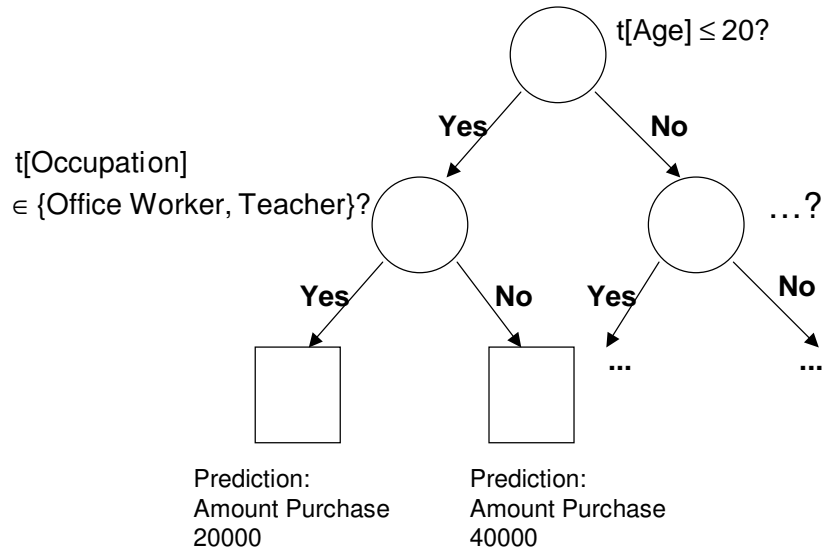 t[Age] ≤ 20?
Yes
No
t[Occupation]
∈ {Office Worker, Teacher}?
...?
Yes
No
Yes
No
...
...
Prediction:
Amount Purchase
20000
Prediction:
Amount Purchase
40000